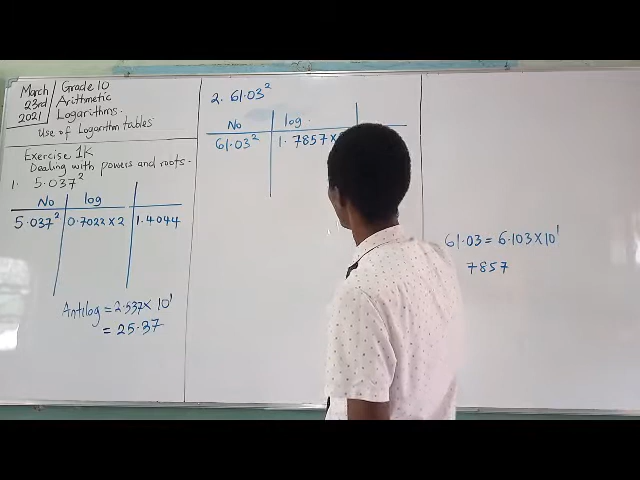 March
23rd
2021
Grade 10
Arithmetic
Logarithms.
Use of Logarithm tables
Exercise 1K
Dealing with powers and roots.
1. 5.037²
No log
5.037² 0.7022 x 2 1.4044
Antilog = 2.537 x 10¹
= 25.37
2. 61.03²
No log.
61.03² 1.7857 x
61.03 = 6.103 x 10¹
7857